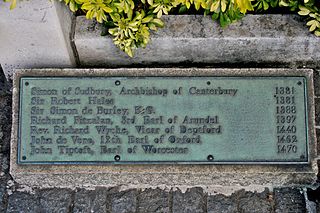 Simon of Sudbury, Archbishop of Canterbury 1381
Sir Robert Hales 1381
Sir Simon de Burley, K.G. 1388
Richard Fitzalan, 3rd Earl of Arundel 1397
Rev. Richard Wyche, Vicar of Deptford 1440
John de Vere, 12th Earl of Oxford 1462
John Tiptoft, Earl of Worcester 1470